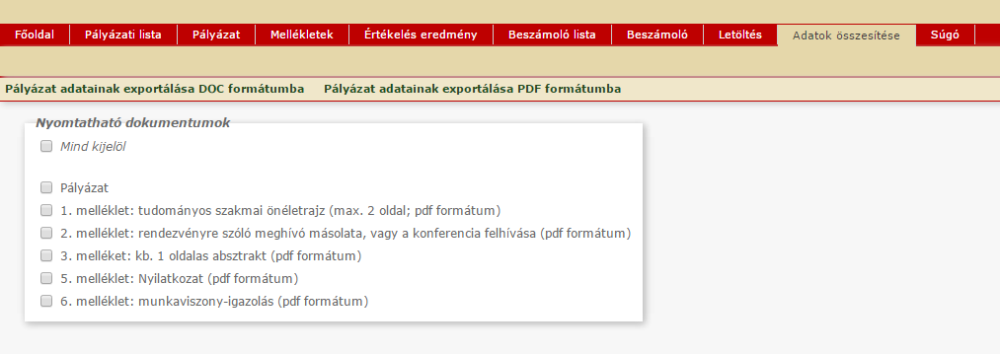 Főoldal Pályázati lista Pályázat Mellékletek Értékelés eredmény Beszámoló lista Beszámoló Letöltés Adatok összesítése Súgó
Pályázat adatainak exportálása DOC formátumba Pályázat adatainak exportálása PDF formátumba
Nyomtatható dokumentumok
Mind kijelöl
Pályázat
1. melléklet: tudományos szakmai önéletrajz (max. 2 oldal; pdf formátum)
2. melléklet: rendezvényre szóló meghívó másolata, vagy a konferencia felhívása (pdf formátum)
3. melléket: kb. 1 oldalas absztrakt (pdf formátum)
5. melléklet: Nyilatkozat (pdf formátum)
6. melléklet: munkaviszony-igazolás (pdf formátum)